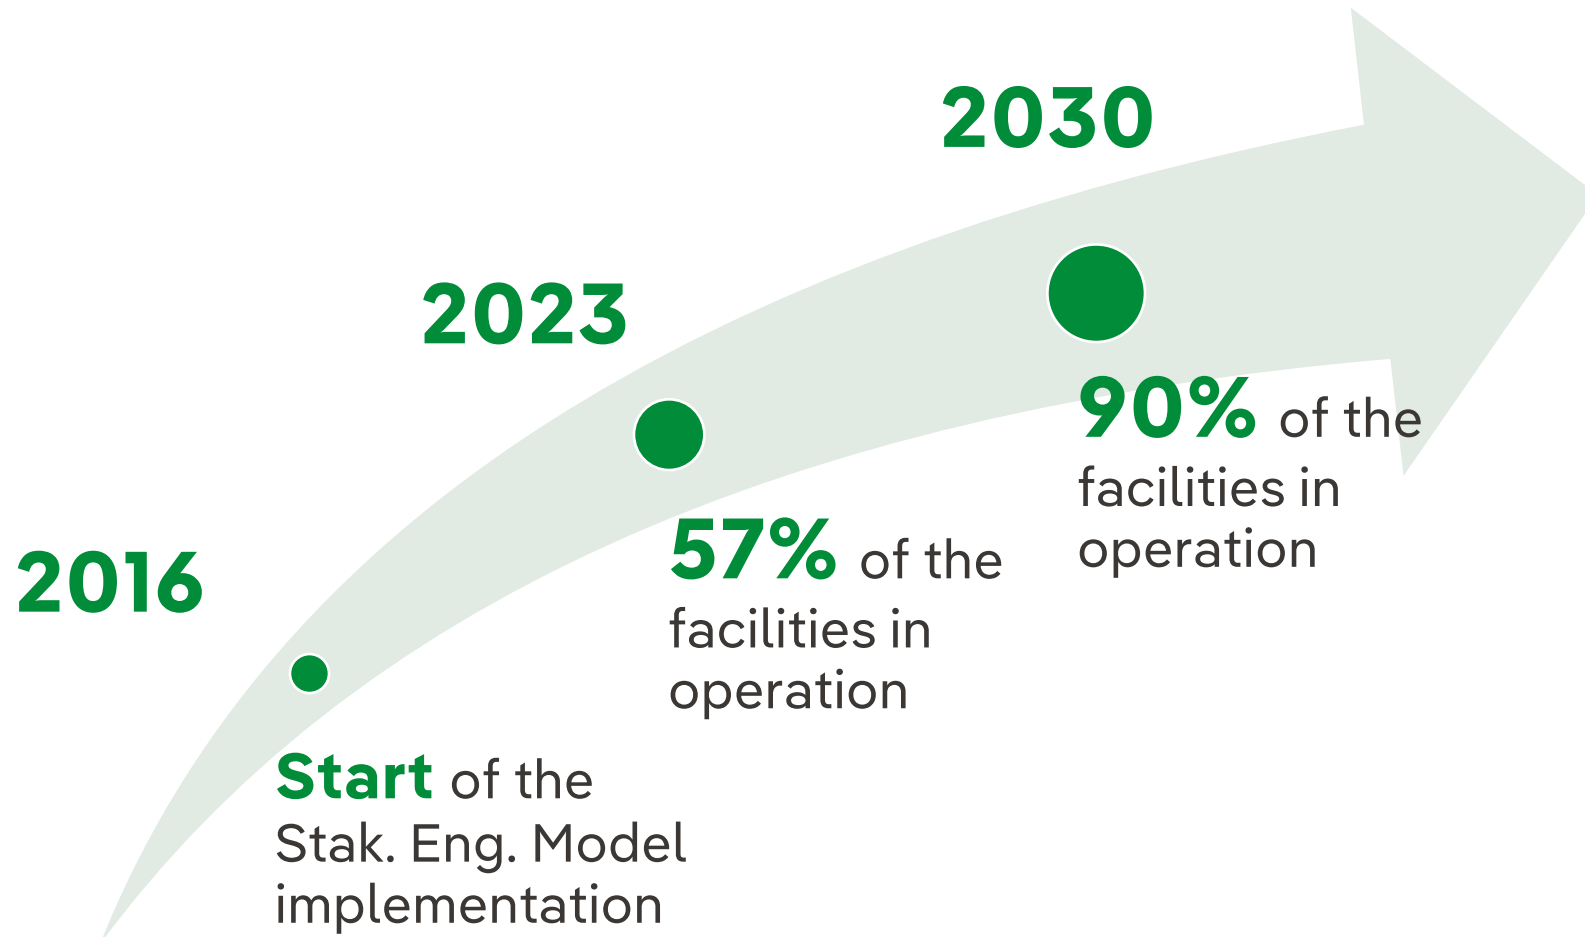 2016
Start of the
Stak. Eng. Model
implementation
2023
57% of the
facilities in
operation
2030
90% of the
facilities in
operation